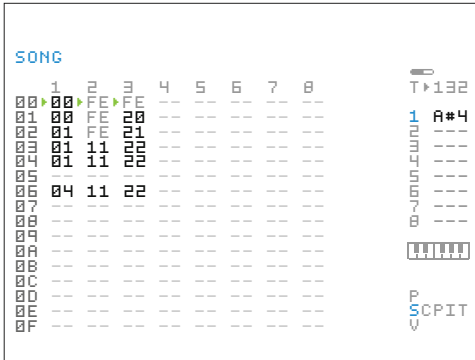 SONG
1 2 3 4 5 6 7 8 T▶132
00▶00▶FE▶FE -- -- -- -- --
01 00 FE 20 -- -- -- -- -- 1 A#4
02 01 FE 21 -- -- -- -- -- 2 ---
03 01 11 22 -- -- -- -- -- 3 ---
04 01 11 22 -- -- -- -- -- 4 ---
05 -- -- -- -- -- -- -- -- 5 ---
06 04 11 22 -- -- -- -- -- 6 ---
07 -- -- -- -- -- -- -- -- 7 ---
08 -- -- -- -- -- -- -- -- 8 ---
09 -- -- -- -- -- -- -- --
0A -- -- -- -- -- -- -- --
0B -- -- -- -- -- -- -- --
0C -- -- -- -- -- -- -- --
0D -- -- -- -- -- -- -- -- P
0E -- -- -- -- -- -- -- -- SCPIT
0F -- -- -- -- -- -- -- -- V